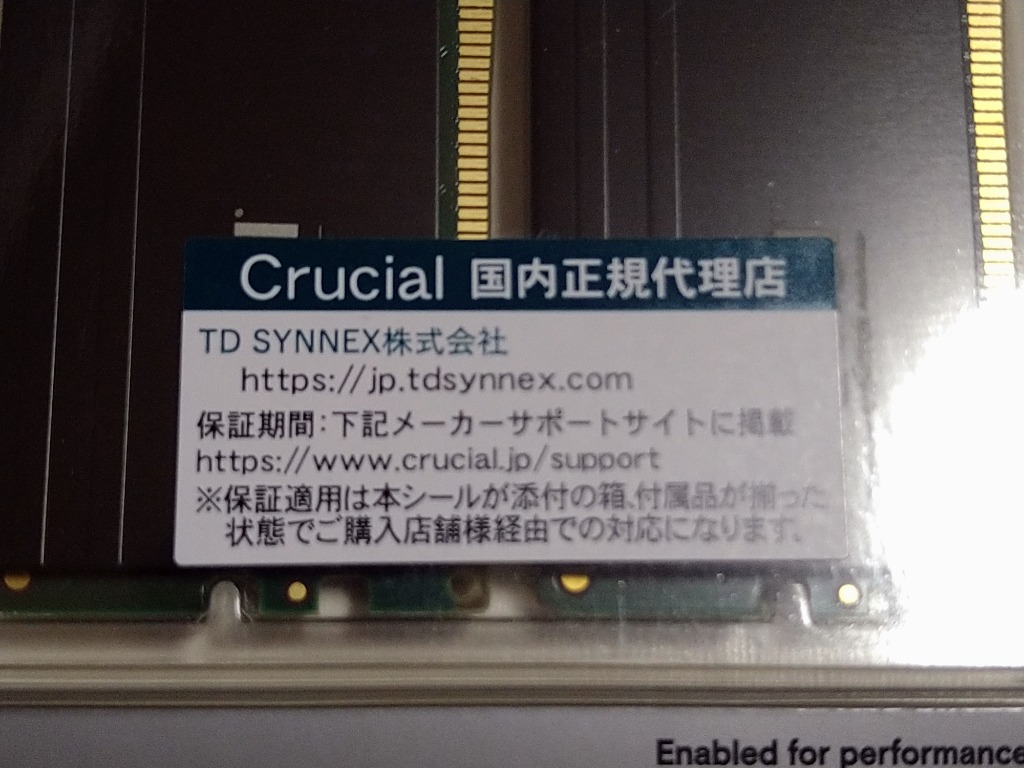 Crucial 国内正規代理店
TD SYNNEX株式会社
https://jp.tdsynnex.com
保証期間:下記メーカーサポートサイトに掲載
https://www.crucial.jp/support
※保証適用は本シールが添付の箱、付属品が揃った
状態でご購入店舗様経由での対応になります。
Enabled for performance